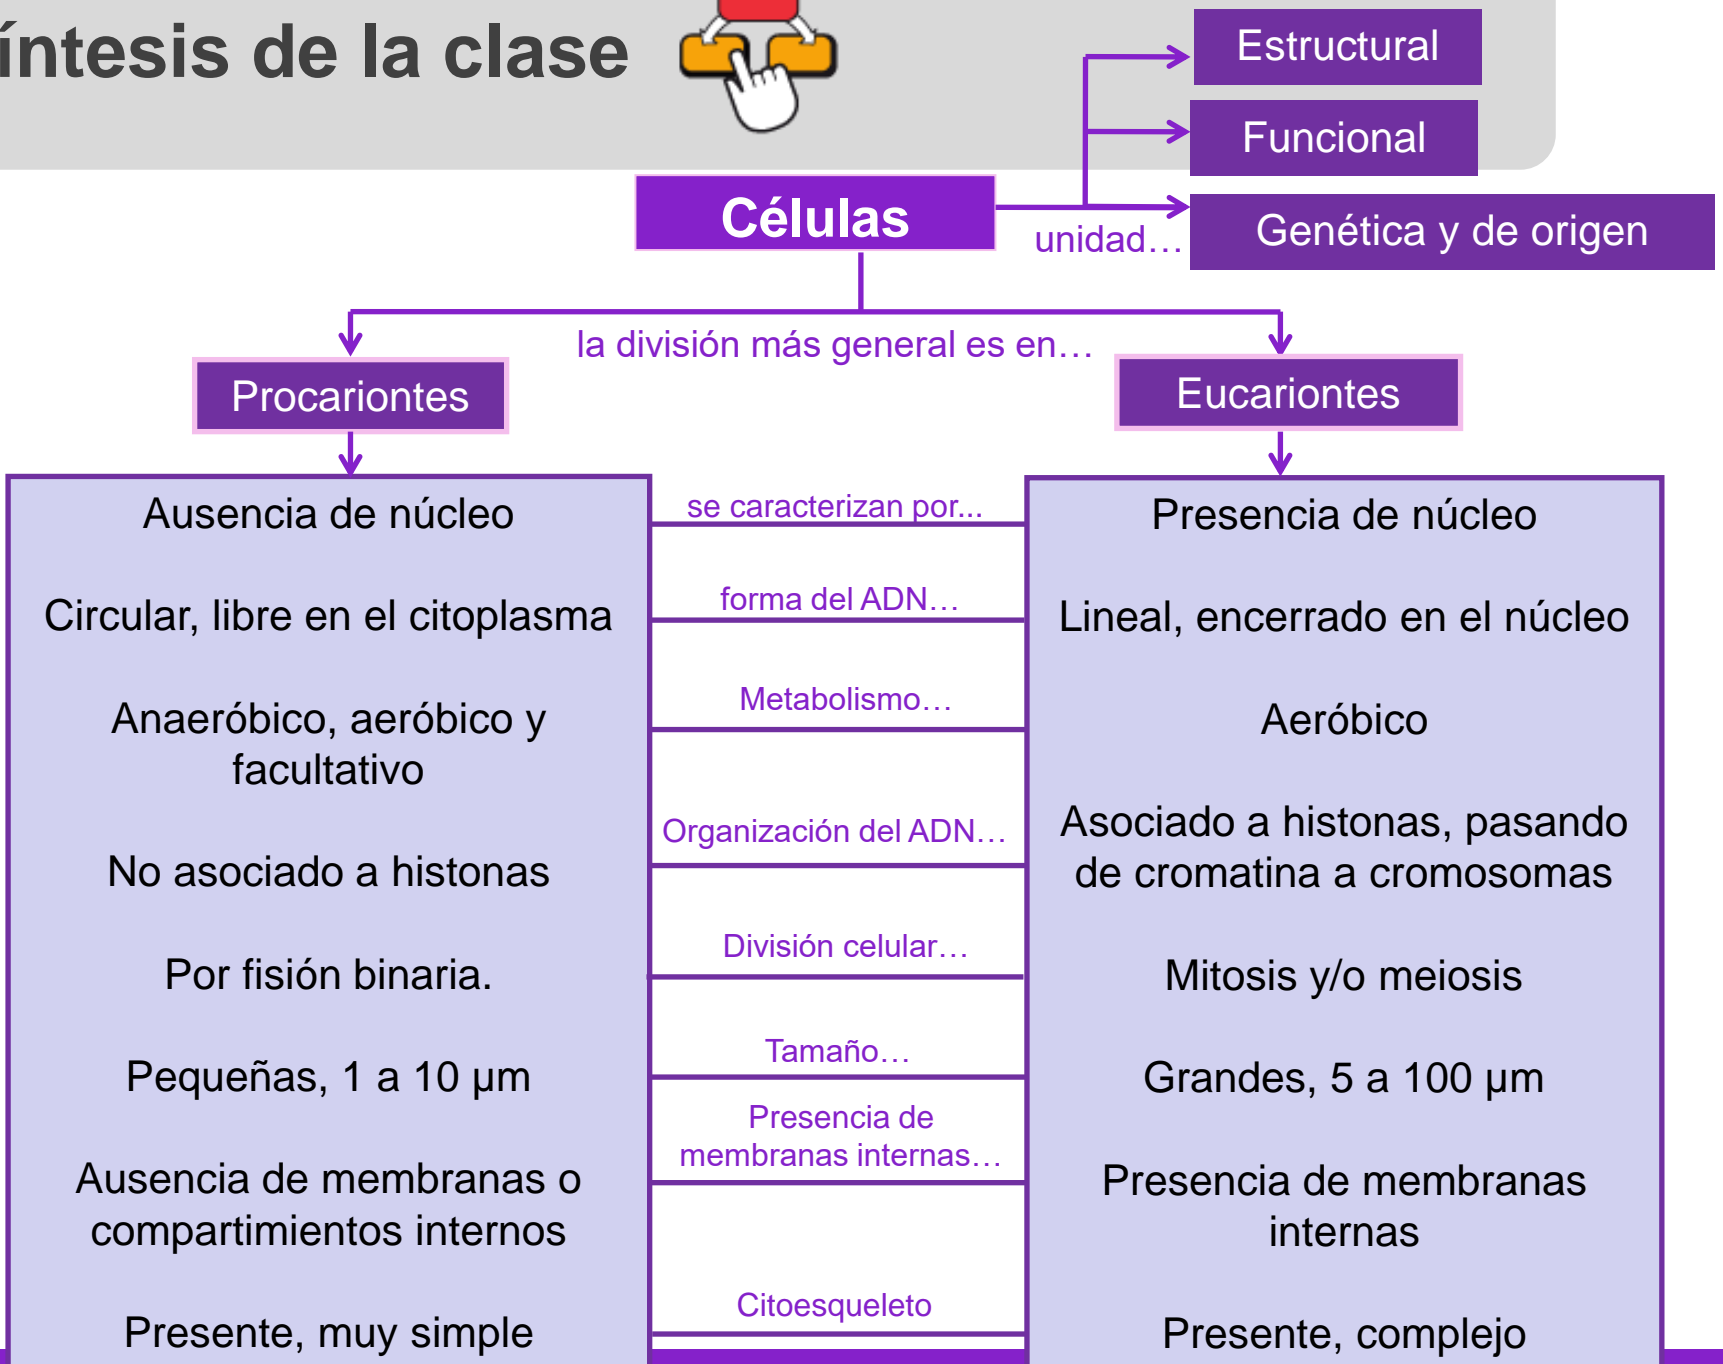 íntesis de la clase
Estructural
Funcional
Células
unidad…
Genética y de origen
la división más general es en…
Procariontes
Eucariontes
Ausencia de núcleo
se caracterizan por...
Presencia de núcleo
Circular, libre en el citoplasma
forma del ADN…
Lineal, encerrado en el núcleo
Anaeróbico, aeróbico y
facultativo
Metabolismo…
Aeróbico
No asociado a histonas
Organización del ADN…
Asociado a histonas, pasando
de cromatina a cromosomas
Por fisión binaria.
División celular…
Mitosis y/o meiosis
Pequeñas, 1 a 10 µm
Tamaño…
Grandes, 5 a 100 µm
Ausencia de membranas o
compartimientos internos
Presencia de
membranas internas…
Presencia de membranas
internas
Presente, muy simple
Citoesqueleto
Presente, complejo